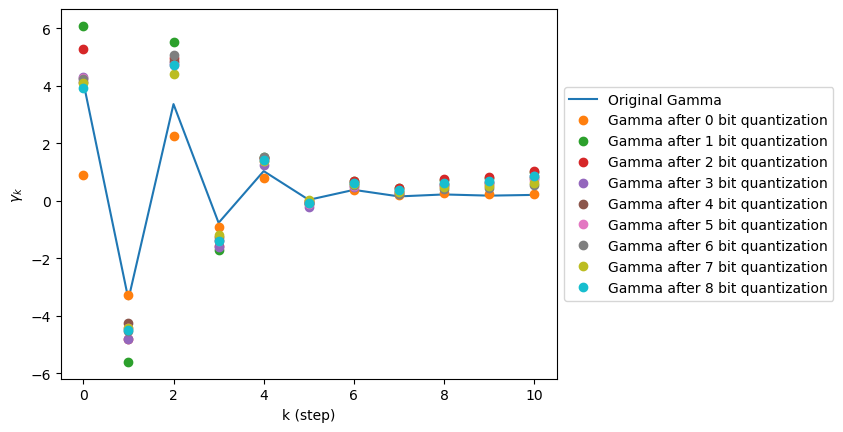 6
4
2
0
−2
−4
−6
γk
0
2
4
6
8
10
k (step)
Original Gamma
Gamma after 0 bit quantization
Gamma after 1 bit quantization
Gamma after 2 bit quantization
Gamma after 3 bit quantization
Gamma after 4 bit quantization
Gamma after 5 bit quantization
Gamma after 6 bit quantization
Gamma after 7 bit quantization
Gamma after 8 bit quantization